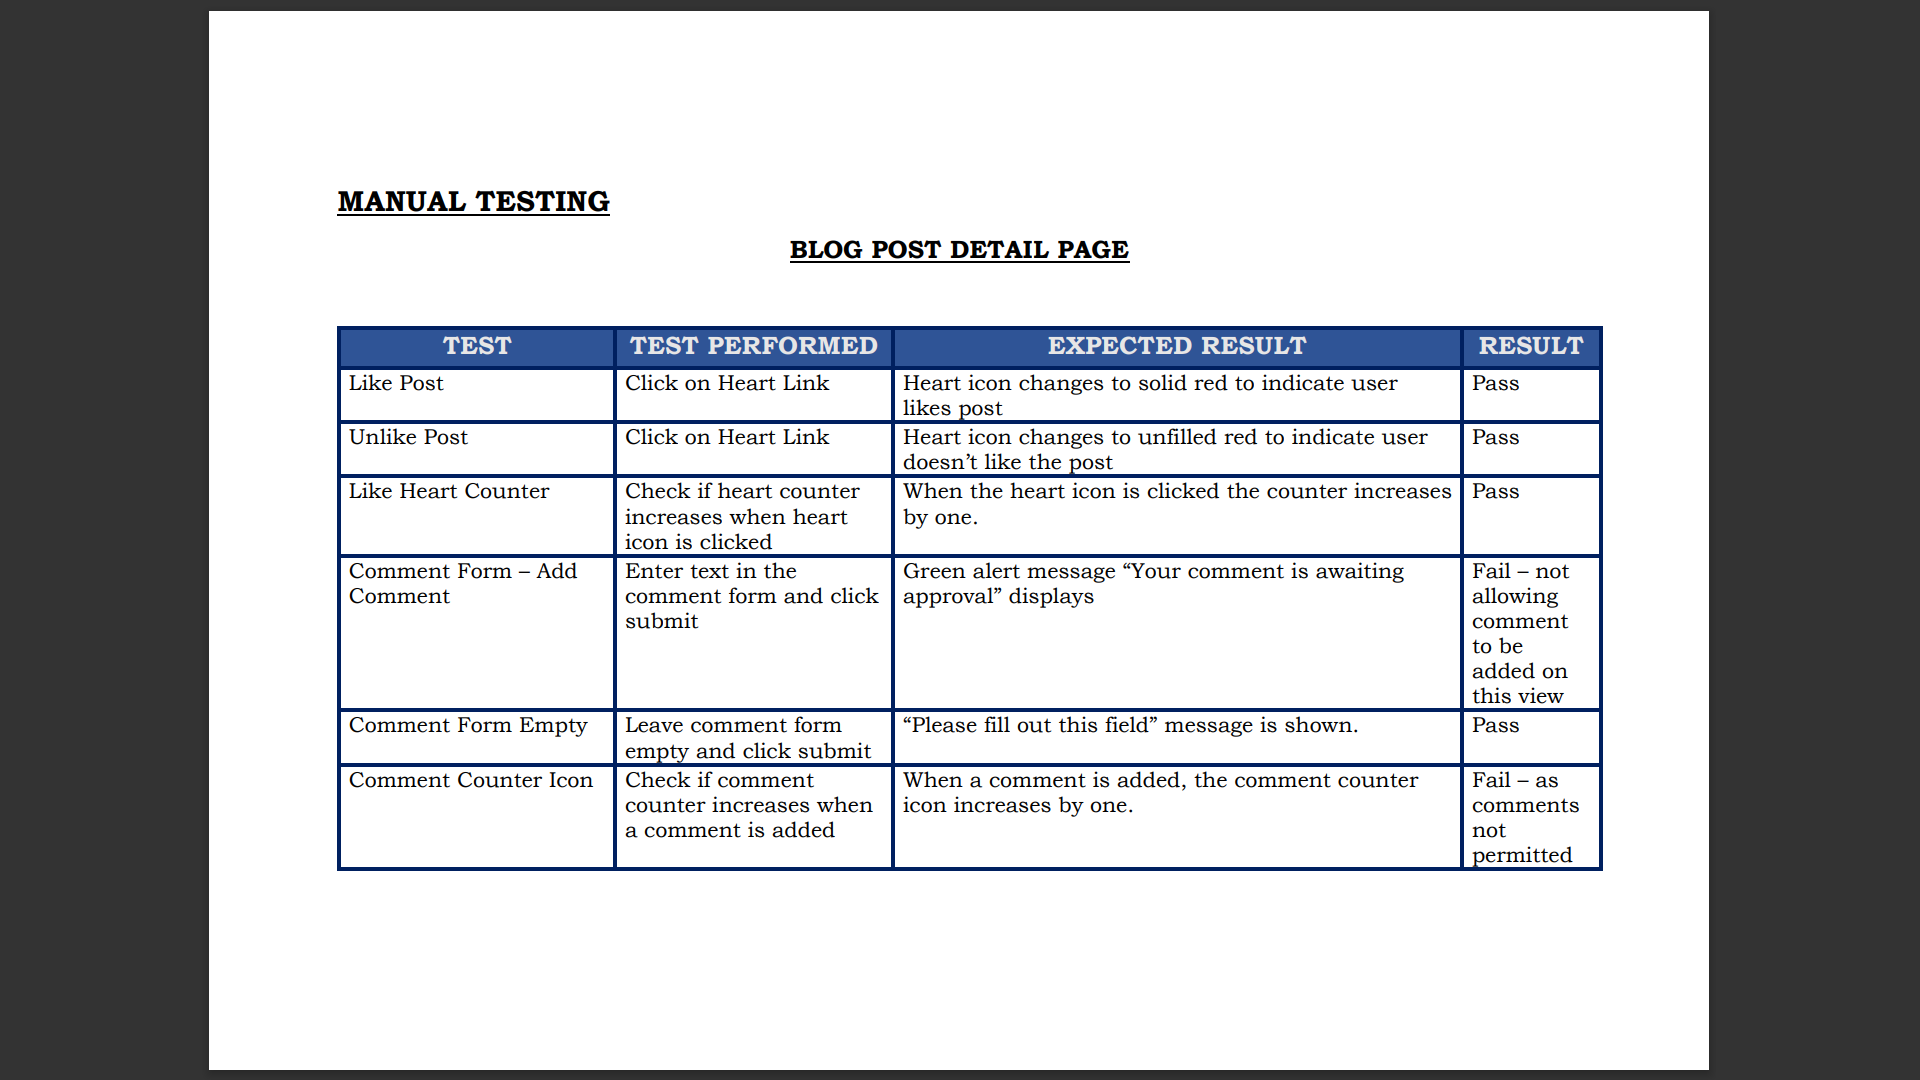 MANUAL TESTING
BLOG POST DETAIL PAGE
TEST TEST PERFORMED EXPECTED RESULT RESULT
Like Post
Click on Heart Link
Heart icon changes to solid red to indicate user
likes post
Pass
Unlike Post
Click on Heart Link
Heart icon changes to unfilled red to indicate user
doesn’t like the post
Pass
Like Heart Counter
Check if heart counter
increases when heart
icon is clicked
When the heart icon is clicked the counter increases
by one.
Pass
Comment Form – Add
Comment
Enter text in the
comment form and click
submit
Green alert message “Your comment is awaiting
approval” displays
Fail – not
allowing
comment
to be
added on
this view
Comment Form Empty
Leave comment form
empty and click submit
“Please fill out this field” message is shown.
Pass
Comment Counter Icon
Check if comment
counter increases when
a comment is added
When a comment is added, the comment counter
icon increases by one.
Fail – as
comments
not
permitted